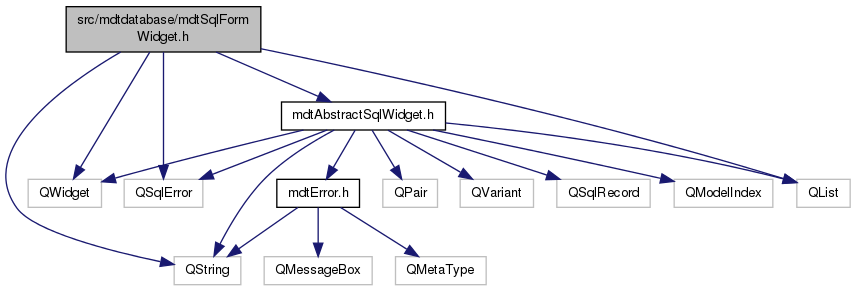 src/mdtdatabase/mdtSqlForm
Widget.h
mdtAbstractSqlWidget.h
QWidget
QSqlError
mdtError.h
QPair
QVariant
QSqlRecord
QModelIndex
QList
QString
QMessageBox
QMetaType